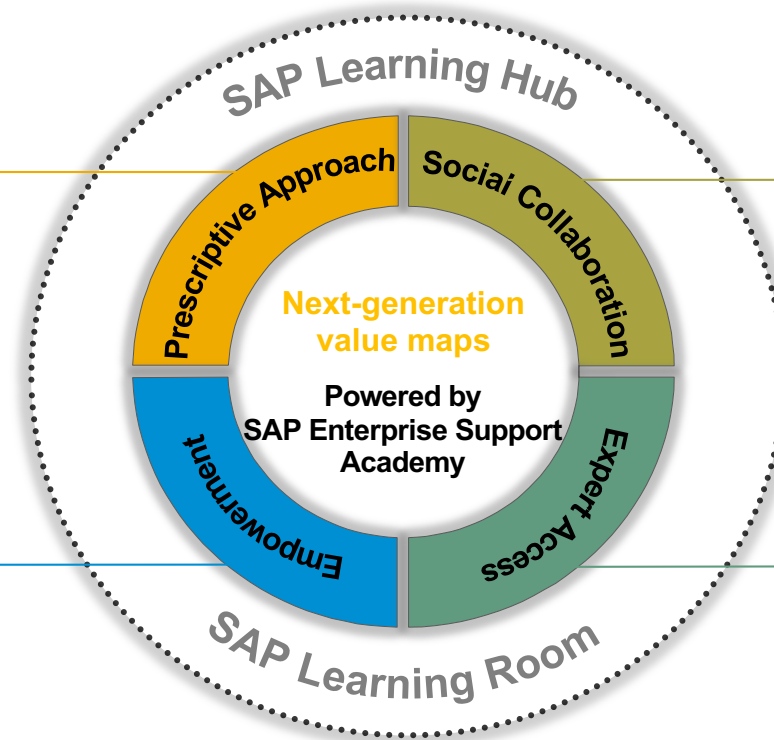 SAP Learning Hub
Prescriptive Approach
Social Collaboration
Next-generation
value maps
Powered by
SAP Enterprise Support
Academy
Empowerment
Expert Access
SAP Learning Room